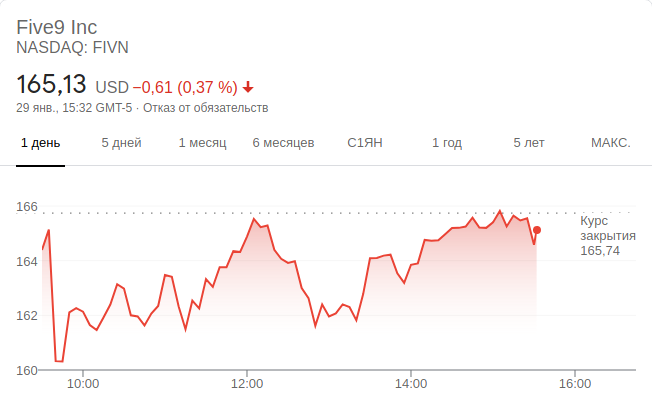 Five9 Inc
NASDAQ: FIVN
165,13 USD −0,61 (0,37 %)
29 янв., 15:32 GMT-5 · Отказ от обязательств
1 день 5 дней 1 месяц 6 месяцев С1ЯН 1 год 5 лет МАКС.
166
Курс
закрытия
165,74
164
162
160
10:00 12:00 14:00 16:00